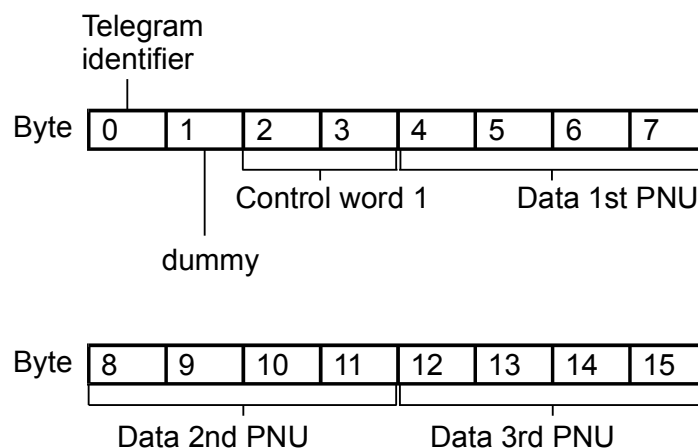 Telegram
identifier
Byte 0 1 2 3 4 5 6 7
Control word 1 Data 1st PNU
dummy
Byte 8 9 10 11 12 13 14 15
Data 2nd PNU Data 3rd PNU